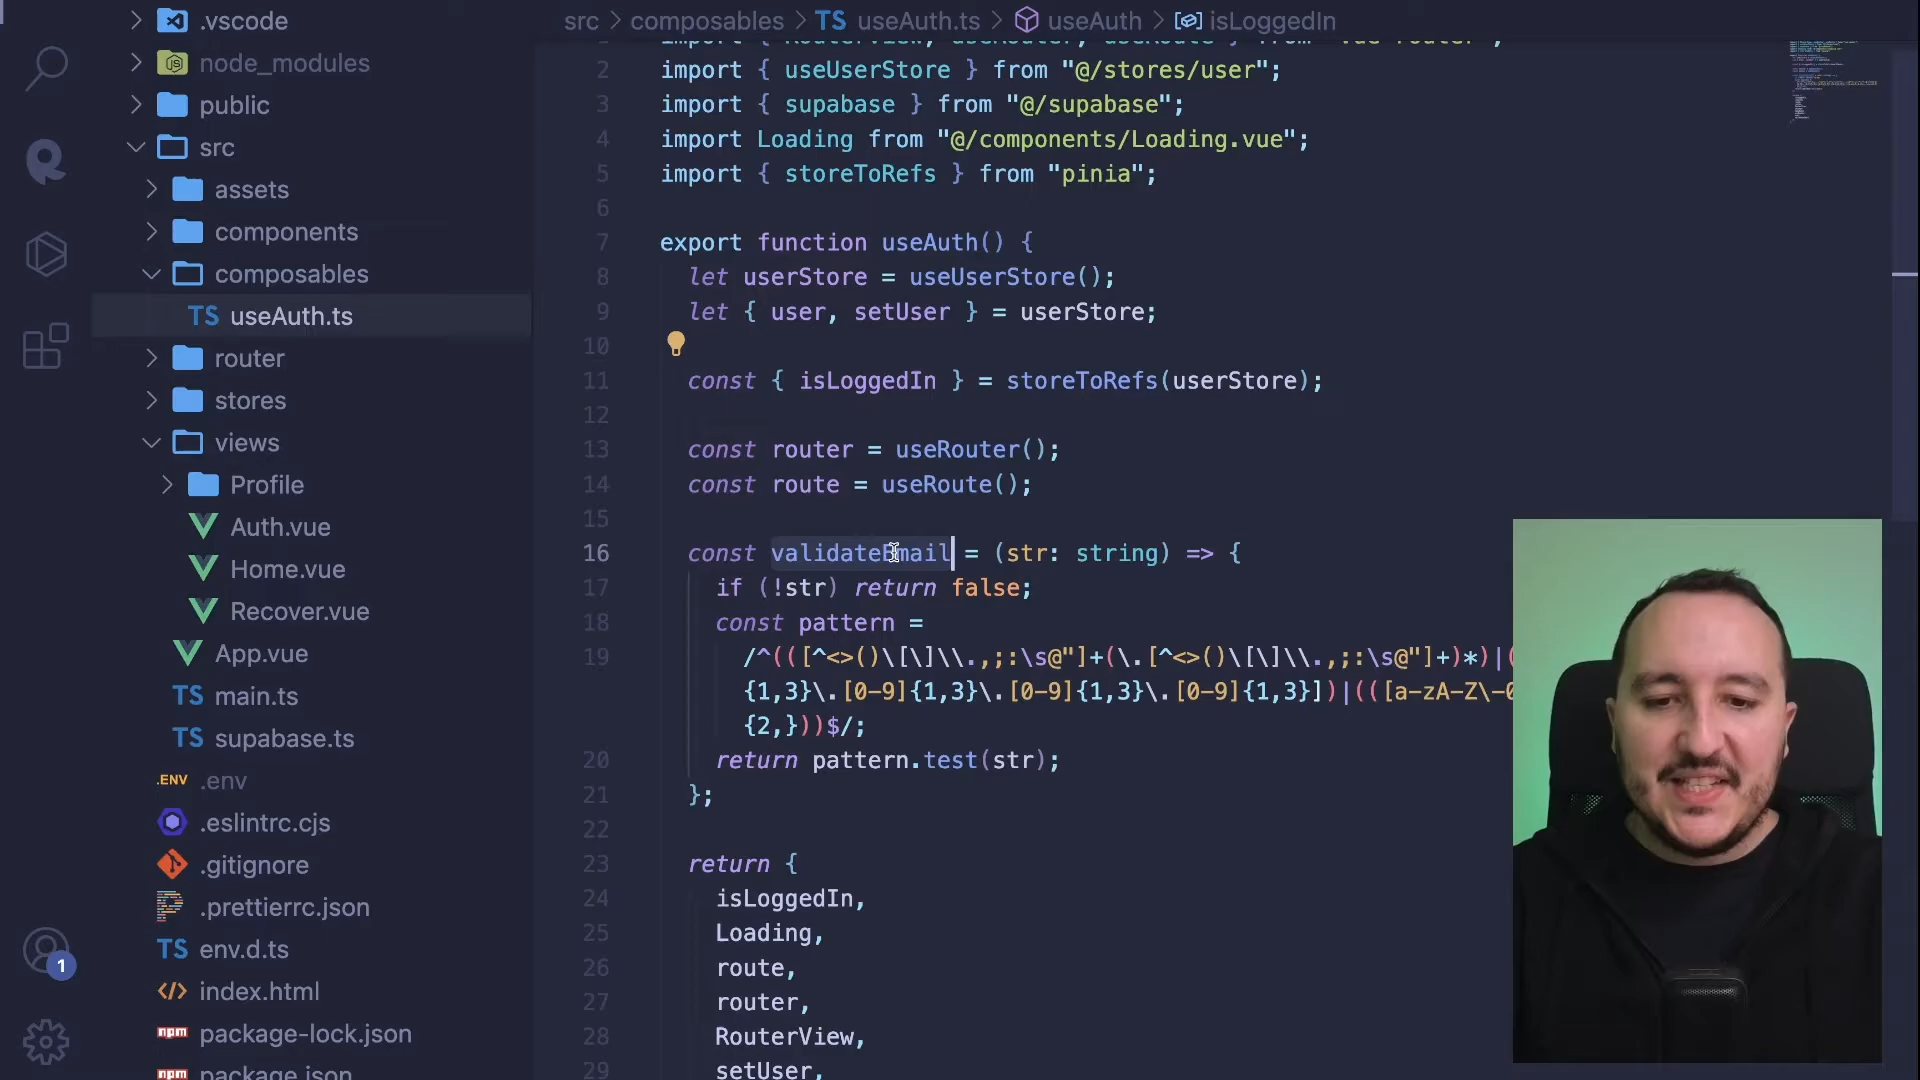 .vscode
node_modules
public
src
assets
components
composables
TS useAuth.ts
router
stores
views
Profile
Auth.vue
Home.vue
Recover.vue
App.vue
TS main.ts
TS supabase.ts
.ENV .env
.eslintrc.cjs
.gitignore
.prettierrc.json
TS env.d.ts
index.html
npm package-lock.json
npm package.json
1
src > composables > TS useAuth.ts > useAuth > isLoggedIn
import { RouterView, useRouter, useRoute } from "vue-router";
2 import { useUserStore } from "@/stores/user";
3 import { supabase } from "@/supabase";
4 import Loading from "@/components/Loading.vue";
5 import { storeToRefs } from "pinia";
6
7 export function useAuth() {
8 let userStore = useUserStore();
9 let { user, setUser } = userStore;
10
11 const { isLoggedIn } = storeToRefs(userStore);
12
13 const router = useRouter();
14 const route = useRoute();
15
16 const validateEmail = (str: string) => {
17 if (!str) return false;
18 const pattern =
19 /^(([^<>()\[\]\\.,;:\s@"]+(\.[^<>()\[\]\\.,;:\s@"]+)*)|(
{1,3}\.[0-9]{1,3}\.[0-9]{1,3}\.[0-9]{1,3}])|(([a-zA-Z\-0
{2,}))$/;
20 return pattern.test(str);
21 };
22
23 return {
24 isLoggedIn,
25 Loading,
26 route,
27 router,
28 RouterView,
29 setUser,